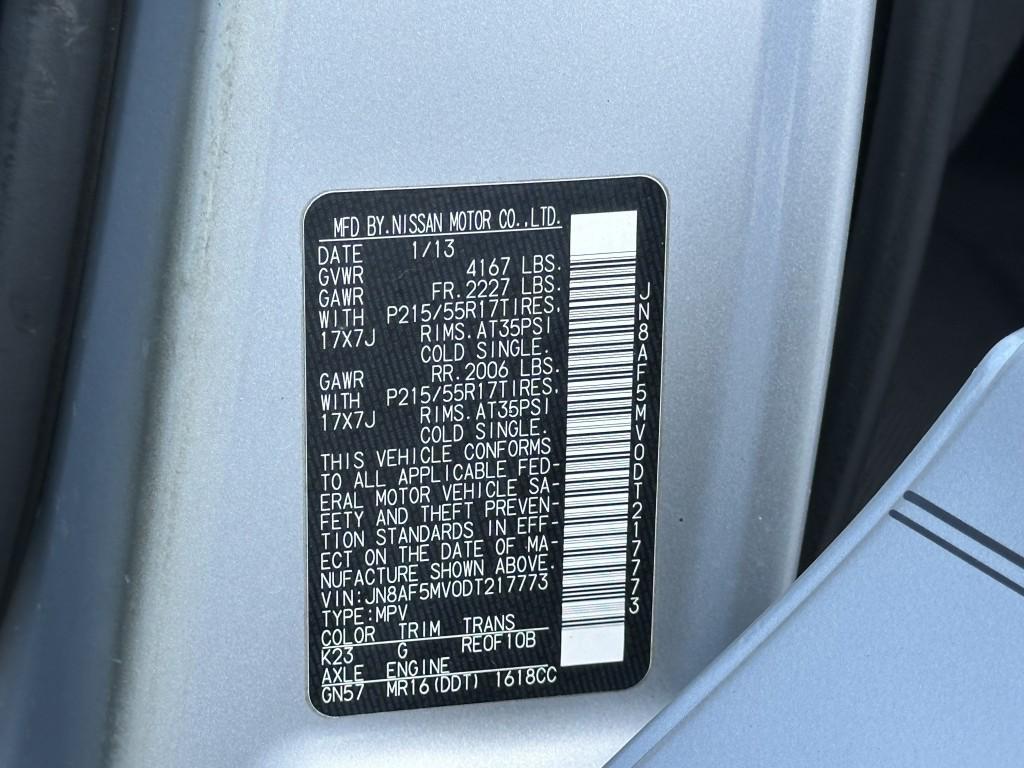 MFD BY.NISSAN MOTOR CO.,LTD.
DATE 1/13
GVWR 4167 LBS.
GAWR FR.2227 LBS.
WITH P215/55R17TIRES.
17X7J RIMS.AT35PSI
COLD SINGLE.
GAWR RR.2006 LBS.
WITH P215/55R17TIRES.
17X7J RIMS.AT35PSI
COLD SINGLE.
THIS VEHICLE CONFORMS
TO ALL APPLICABLE FED-
ERAL MOTOR VEHICLE SA-
FETY AND THEFT PREVEN-
TION STANDARDS IN EFF-
ECT ON THE DATE OF MA-
NUFACTURE SHOWN ABOVE.
VIN:JN8AF5MV0DT217773
TYPE:MPV
COLOR TRIM TRANS
K23 G RE0F10B
AXLE ENGINE
GN57 MR16(DDT) 1618CC
JN8AF5MV0DT217773